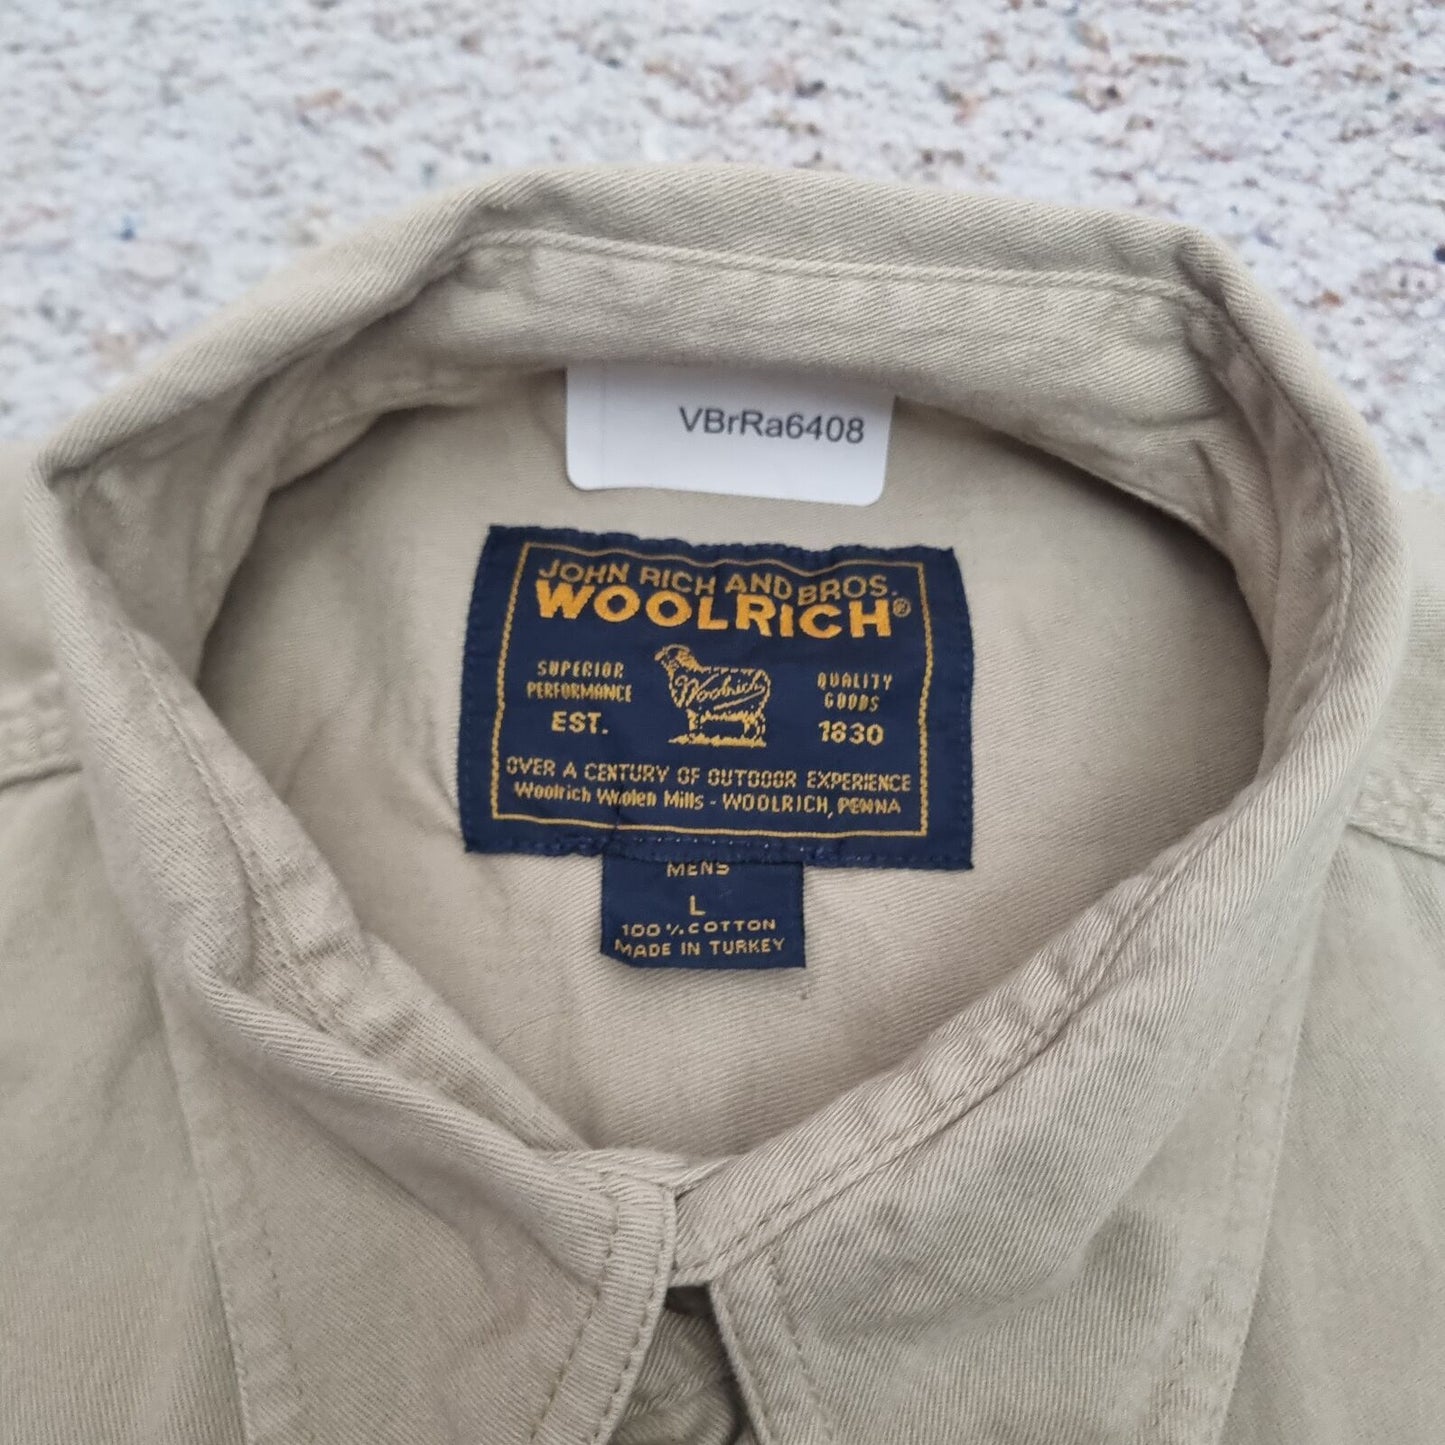 VBrRa6408
JOHN RICH AND BROS.
WOOLRICH®
SUPERIOR
PERFORMANCE
EST.
Woolrich
QUALITY
GOODS
1830
OVER A CENTURY OF OUTDOOR EXPERIENCE
Woolrich Woolen Mills - WOOLRICH, PENNA
MENS
L
100% COTTON
MADE IN TURKEY